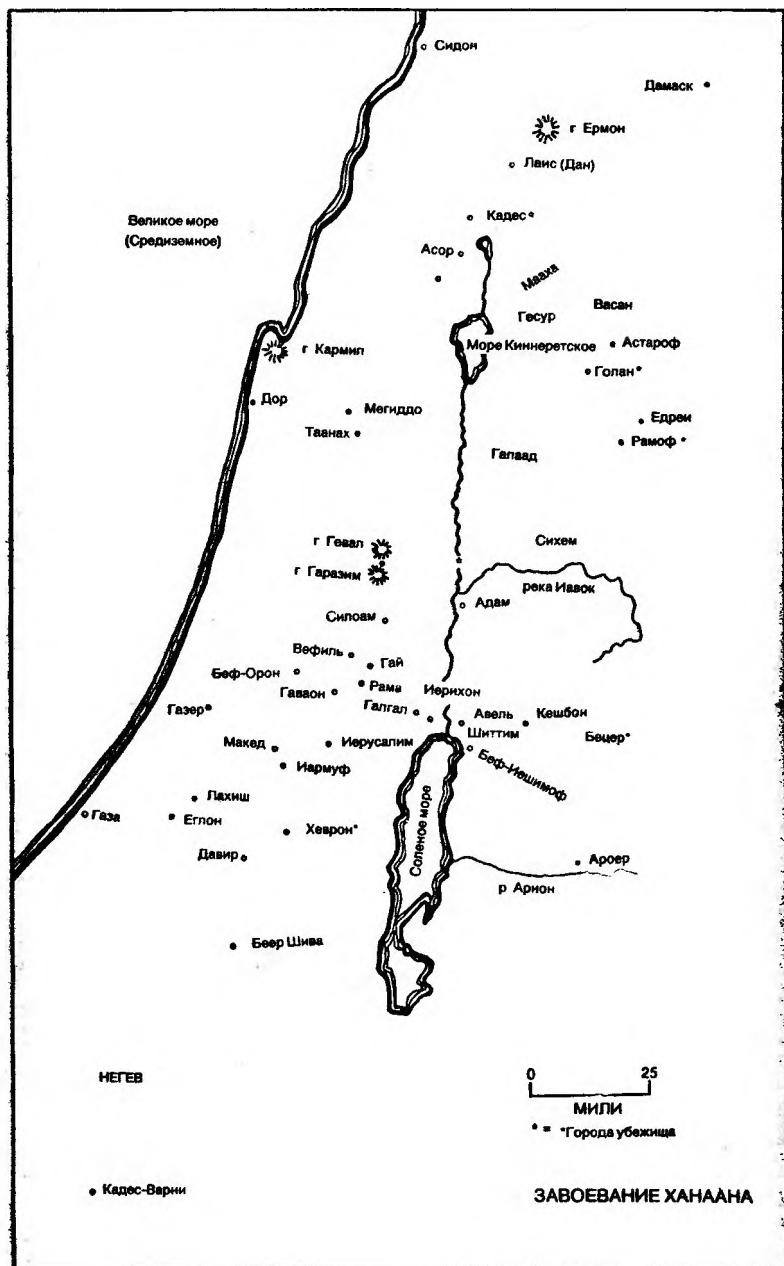 Сидон
Дамаск
г Ермон
Лаис (Дан)
Великое море
(Средиземное)
Кадес*
Асор
Мааха
Гесур
Васан
г Кармил
Море Киннеретское
Астароф
Голан*
Дор
Мегиддо
Едреи
Таанах
Рамоф*
Галаад
г Гевал
Сихем
г Гаразим
река Иавок
Адам
Силоам
Вефиль
Гай
Беф-Орон
Рама
Иерихон
Гаваон
Газер*
Галгал
Авель
Кешбон
Шиттим
Бецер*
Макед
Иерусалим
Беф-Иешимоф
Иармуф
Лахиш
Газа
Еглон
Хеврон*
Соленое море
Давир
Ароер
р Арион
Беер Шива
НЕГЕВ
0 25
МИЛИ
* = *Города убежища
Кадес-Варни
ЗАВОЕВАНИЕ ХАНААНА